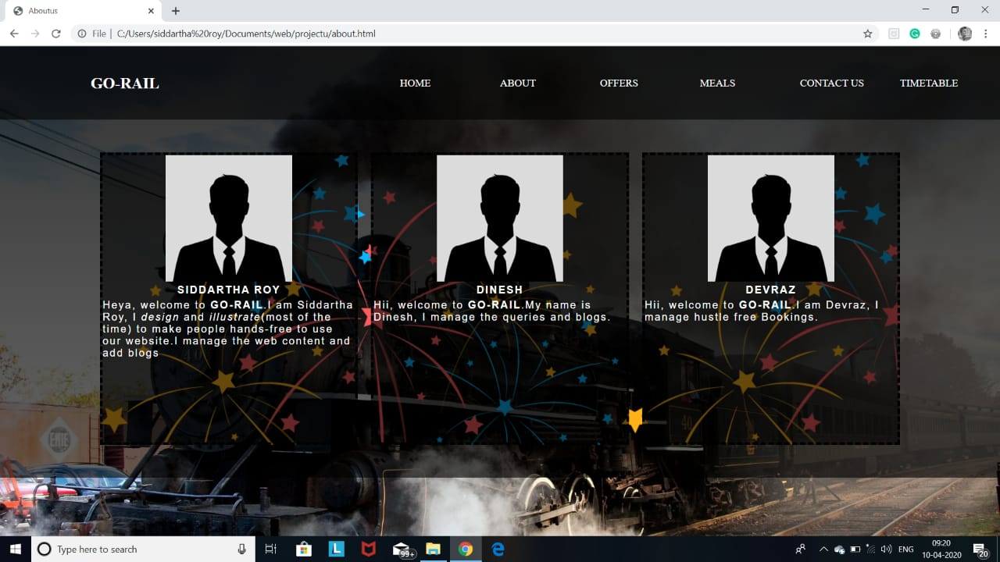 Aboutus
File | C:/Users/siddartha%20roy/Documents/web/projectu/about.html
GO-RAIL
HOME
ABOUT
OFFERS
MEALS
CONTACT US
TIMETABLE
SIDDARTHA ROY
Heya, welcome to GO-RAIL.I am Siddartha
Roy, I design and illustrate(most of the
time) to make people hands-free to use
our website.I manage the web content and
add blogs
DINESH
Hii, welcome to GO-RAIL.My name is
Dinesh, I manage the queries and blogs.
DEVRAZ
Hii, welcome to GO-RAIL.I am Devraz, I
manage hustle free Bookings.
ERIE
40
Type here to search
L
99+
ENG
09:20
10-04-2020
20